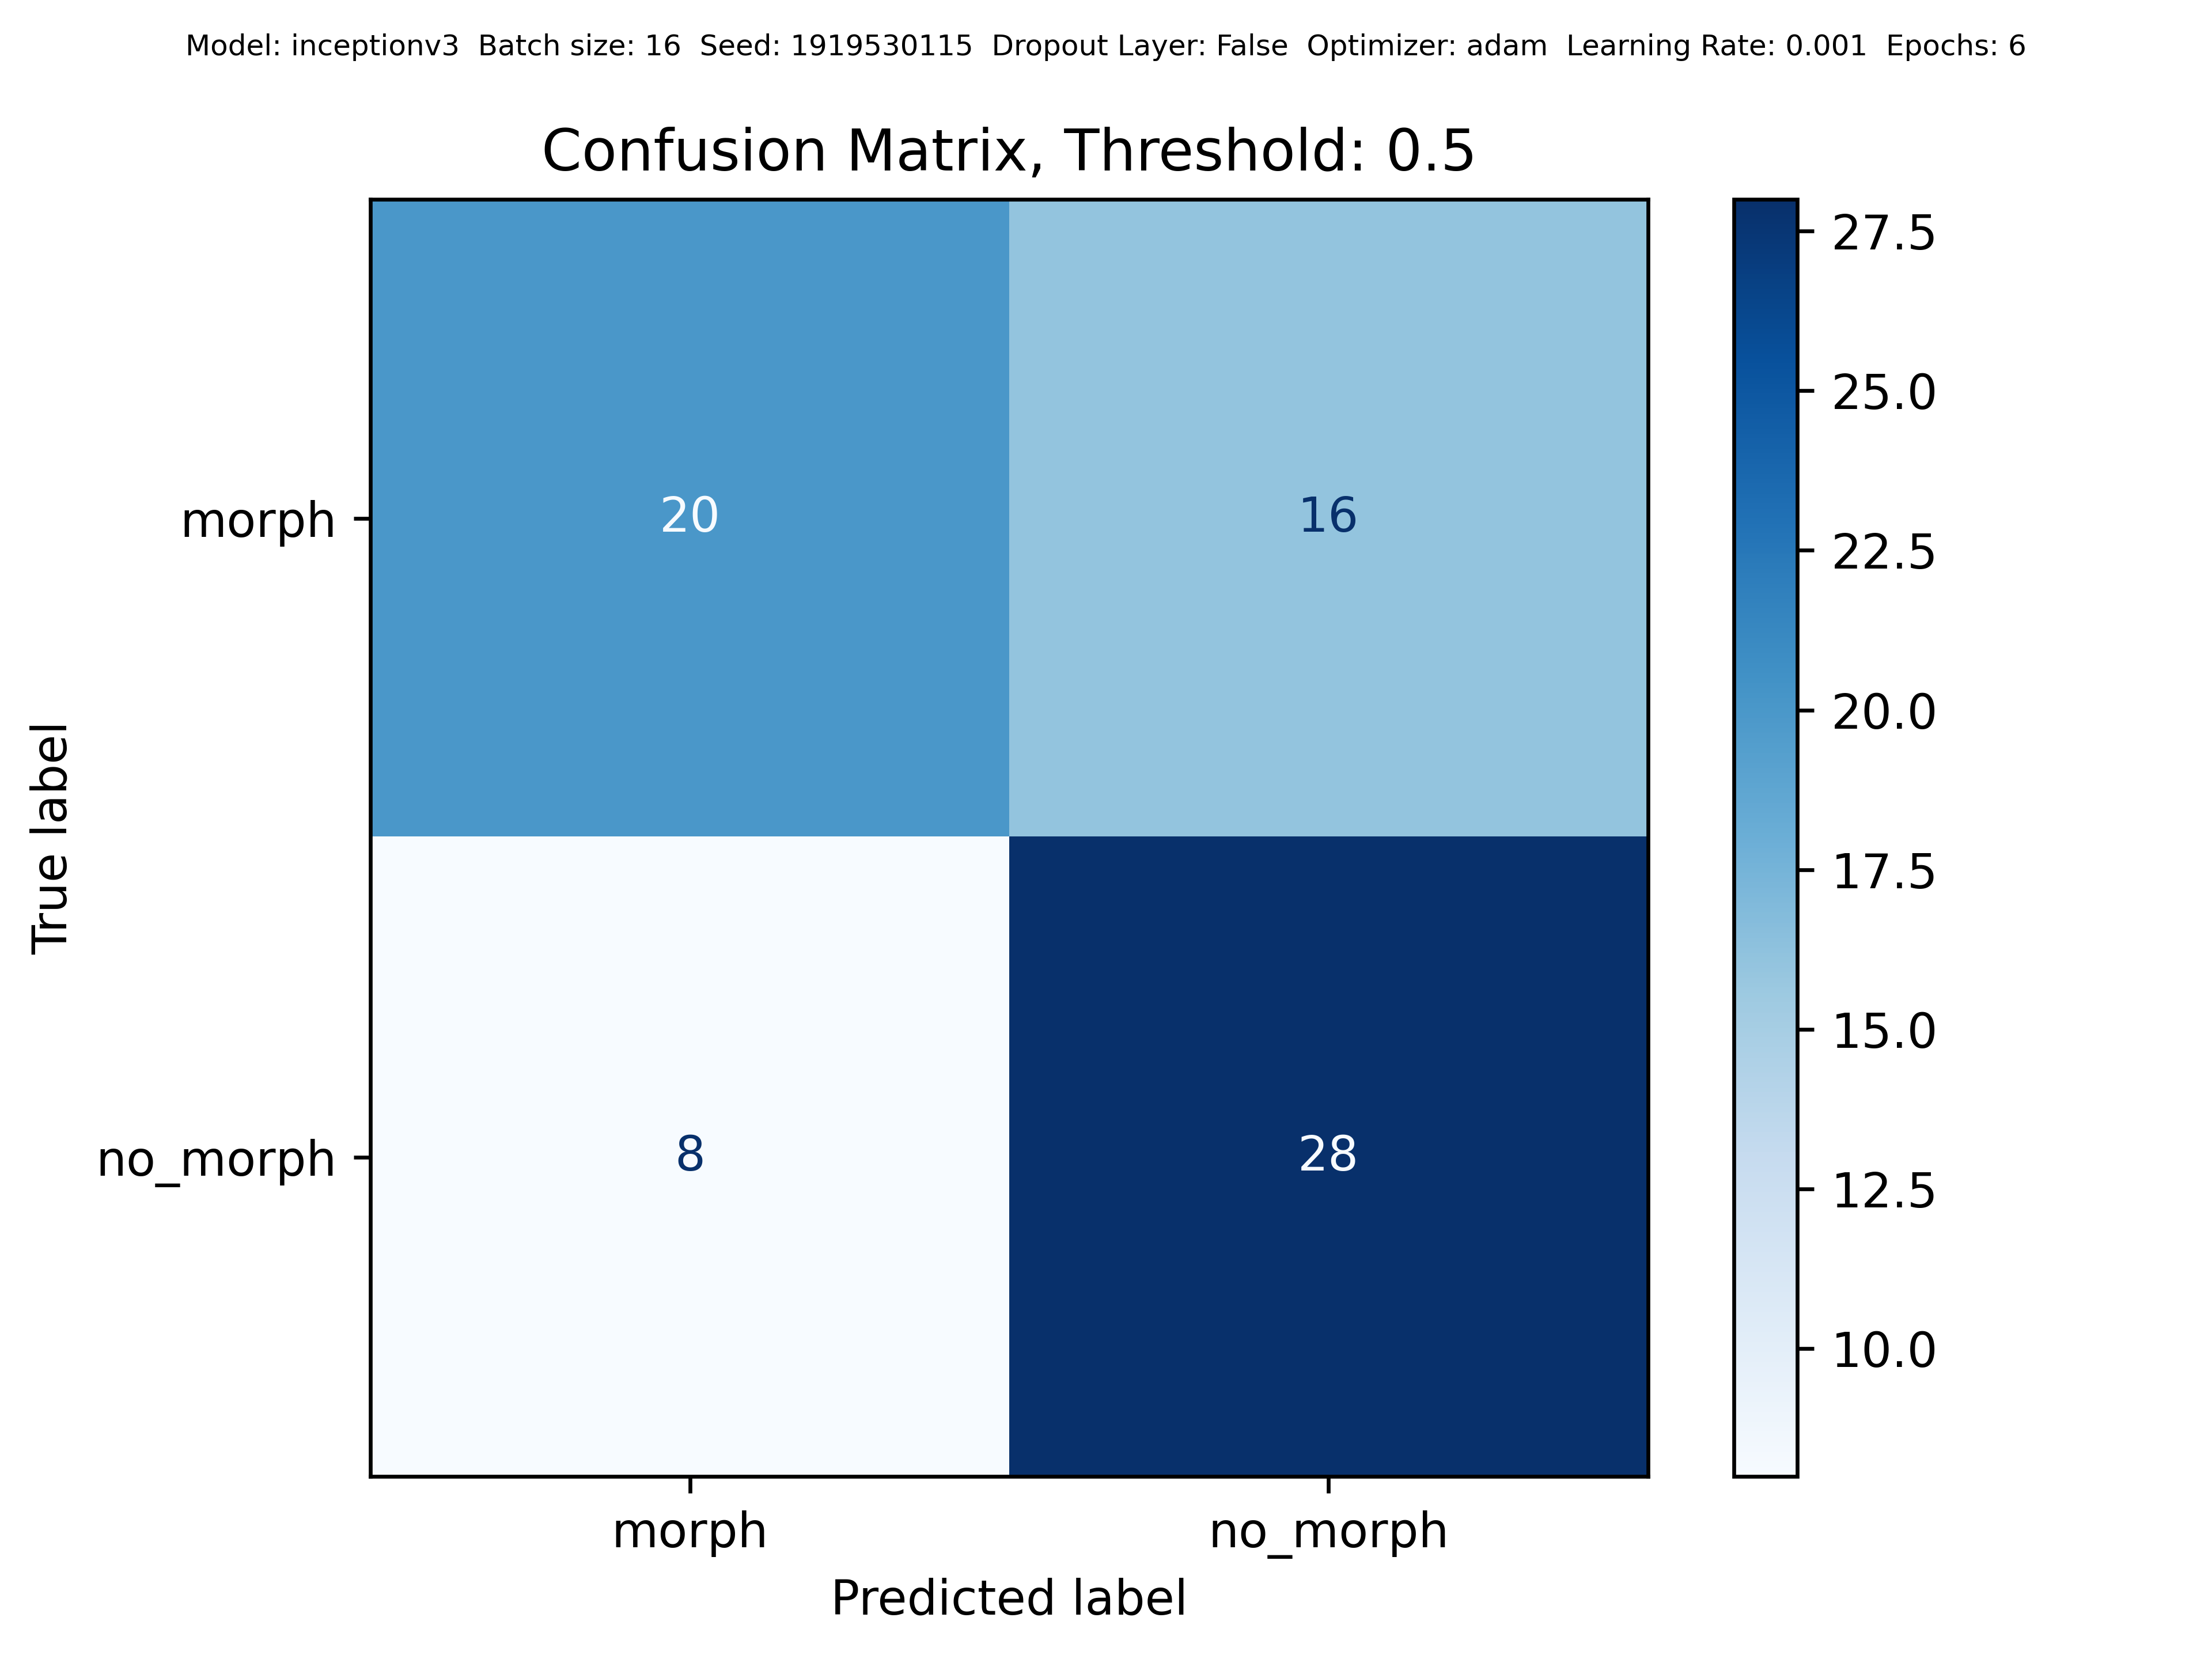 Model: inceptionv3  Batch size: 16  Seed: 1919530115  Dropout Layer: False  Optimizer: adam  Learning Rate: 0.001  Epochs: 6
Confusion Matrix, Threshold: 0.5
27.5
25.0
22.5
20.0
17.5
15.0
12.5
10.0
True label
morph
20
16
no_morph
8
28
morph
no_morph
Predicted label